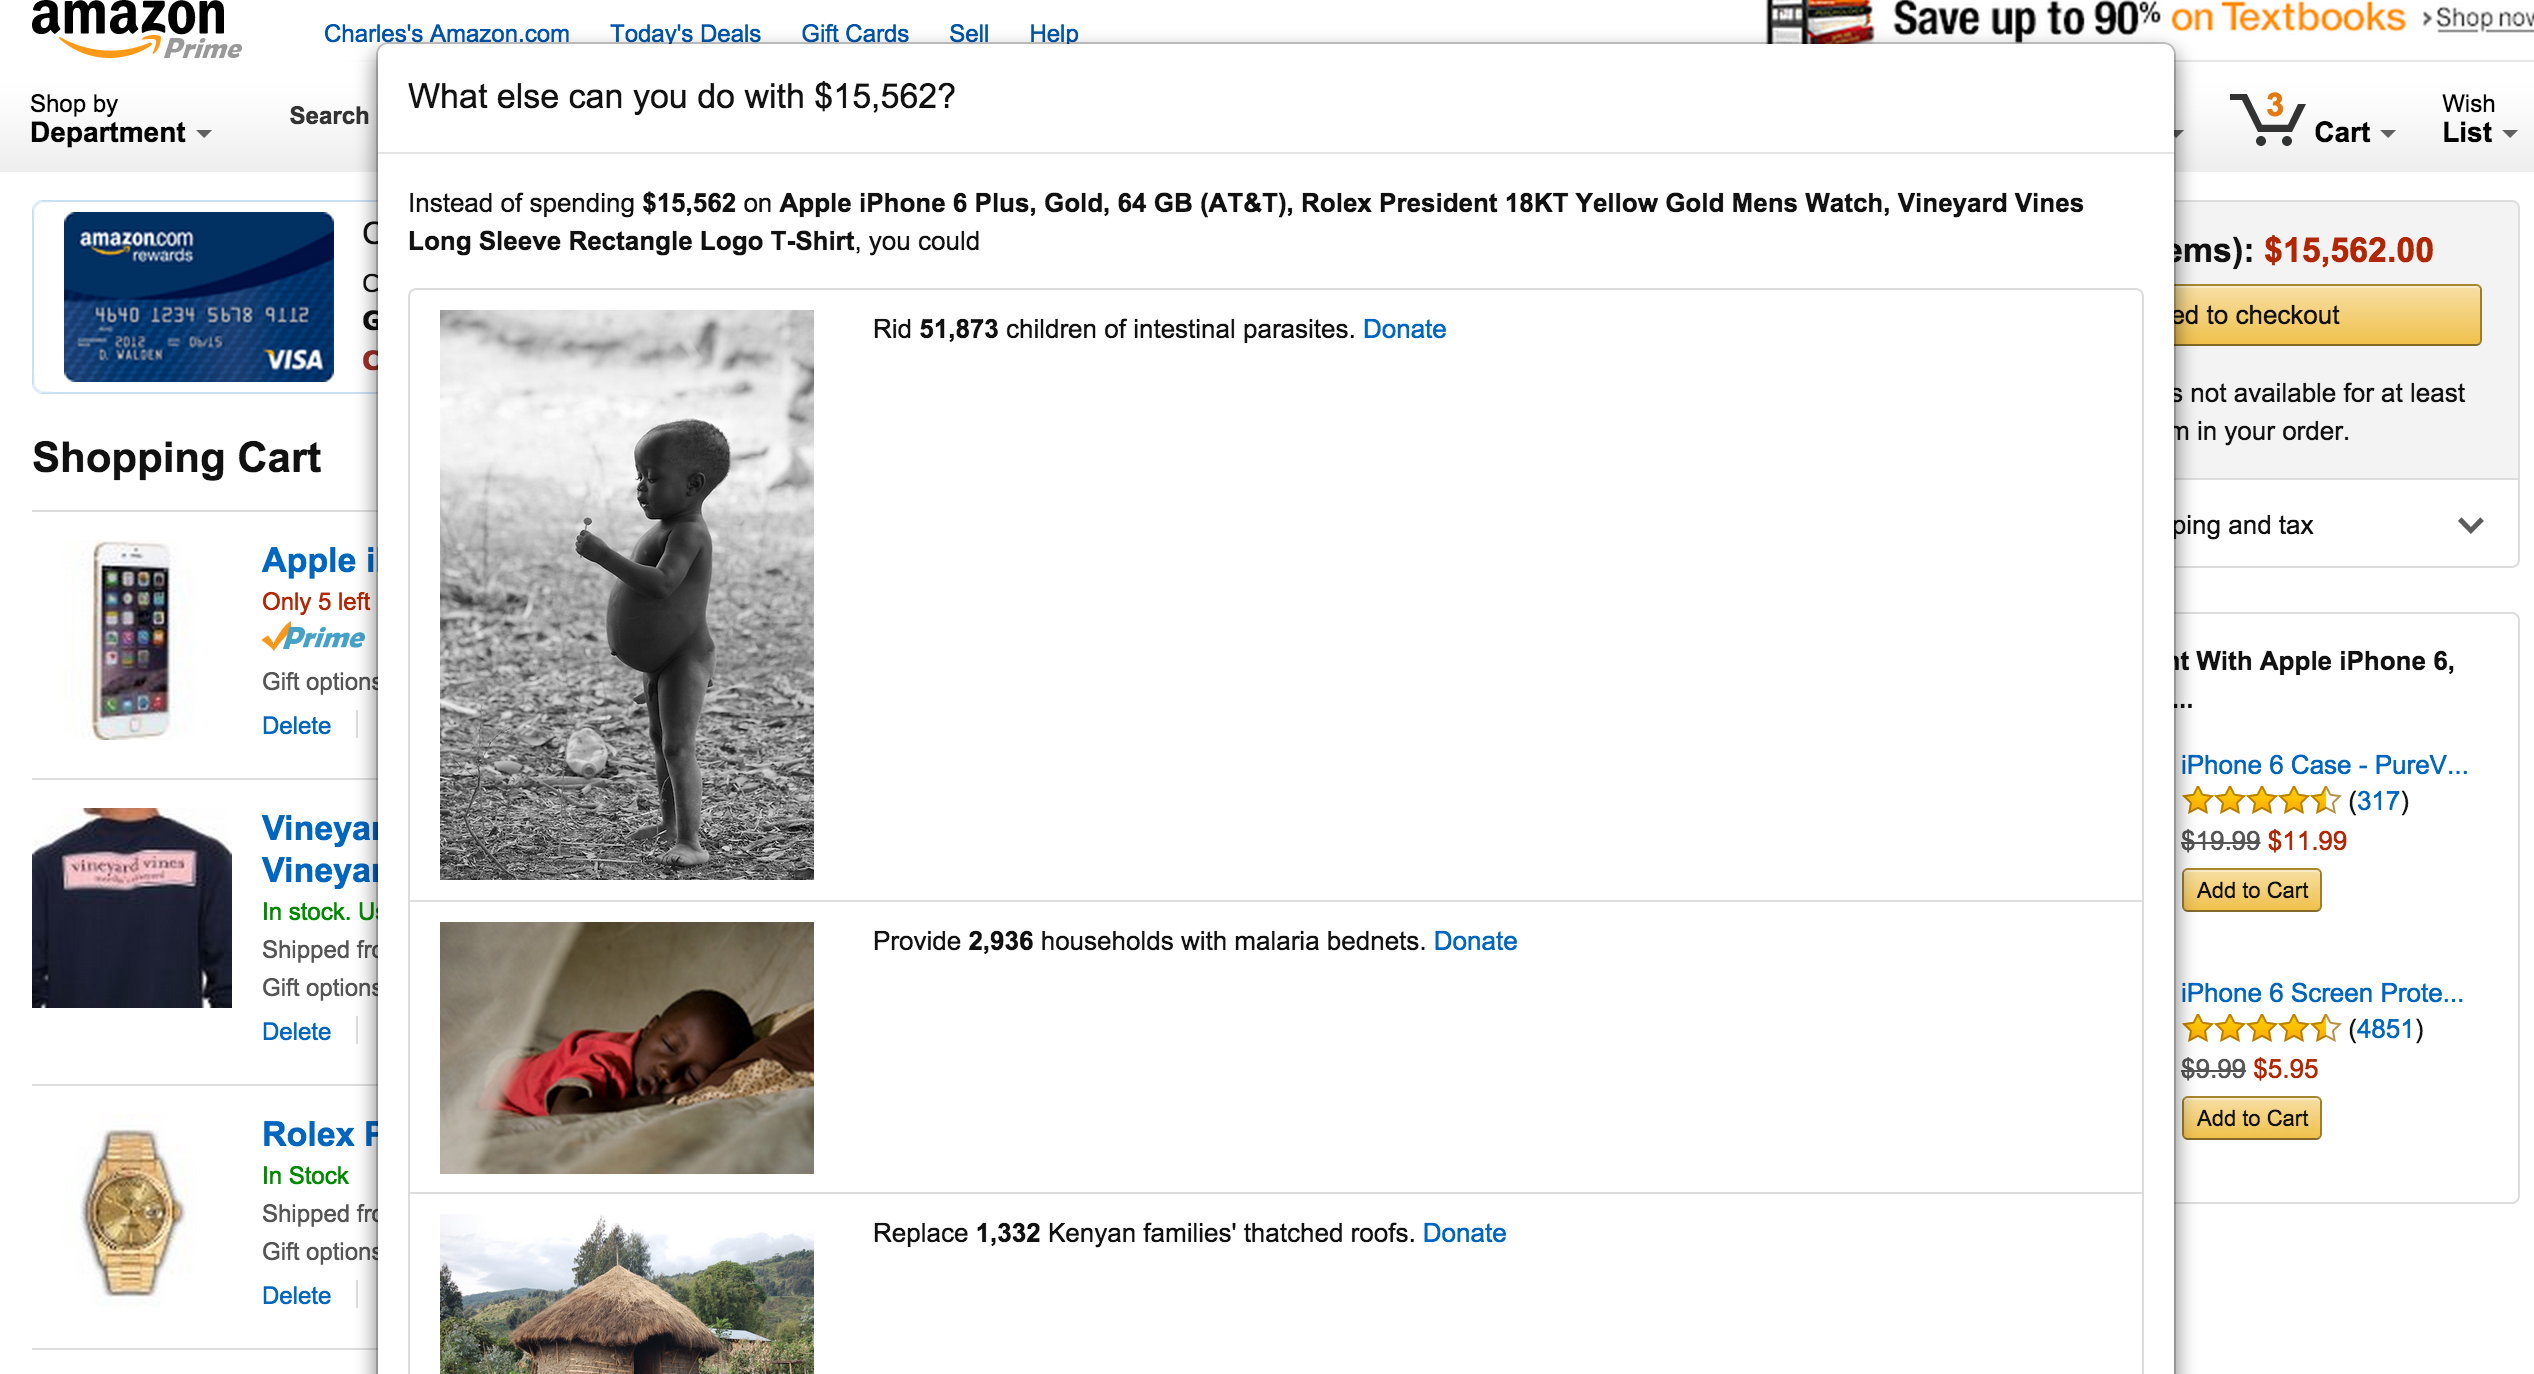 amazon
Prime
Charles's Amazon.com
Today's Deals
Gift Cards
Sell
Help
Save up to 90% on Textbooks
Shop
Shop by
Department
Search
3
Cart
Wish
List
What else can you do with $15,562?
Instead of spending $15,562 on Apple iPhone 6 Plus, Gold, 64 GB (AT&T), Rolex President 18KT Yellow Gold Mens Watch, Vineyard Vines
Long Sleeve Rectangle Logo T-Shirt, you could
Rid 51,873 children of intestinal parasites. Donate
Provide 2,936 households with malaria bednets. Donate
Replace 1,332 Kenyan families' thatched roofs. Donate
amazon.com
rewards
4640 1234 5678 9112
2012 06/15
D. WALDEN
VISA
Shopping Cart
Apple
Only 5 left
Prime
Gift options
Delete
vineyard vines
In stock.
Shipped
Gift options
Delete
Rolex
In Stock
Shipped
Gift options
Delete
$15,562.00
to checkout
not available for at least
in your order.
and tax
With Apple iPhone 6,
...
iPhone 6 Case - PureV...
(317)
$19.99 $11.99
Add to Cart
iPhone 6 Screen Prote...
(4851)
$9.99 $5.95
Add to Cart